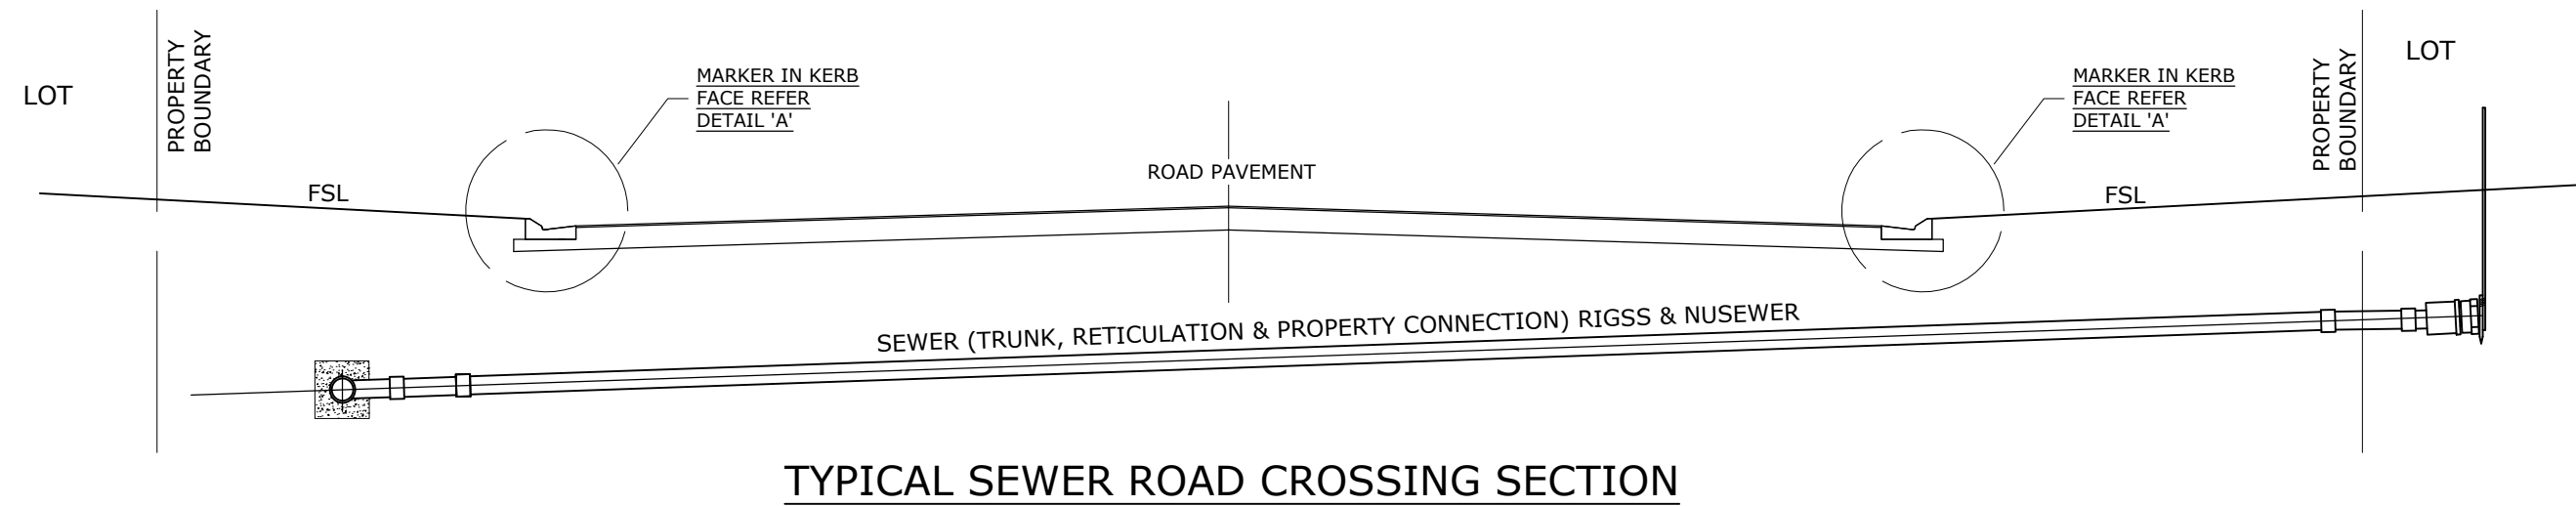 LOT
PROPERTY
BOUNDARY
MARKER IN KERB
FACE REFER
DETAIL 'A'
FSL
ROAD PAVEMENT
MARKER IN KERB
FACE REFER
DETAIL 'A'
PROPERTY
BOUNDARY
LOT
FSL
SEWER (TRUNK, RETICULATION & PROPERTY CONNECTION) RIGSS & NUSEWER
TYPICAL SEWER ROAD CROSSING SECTION